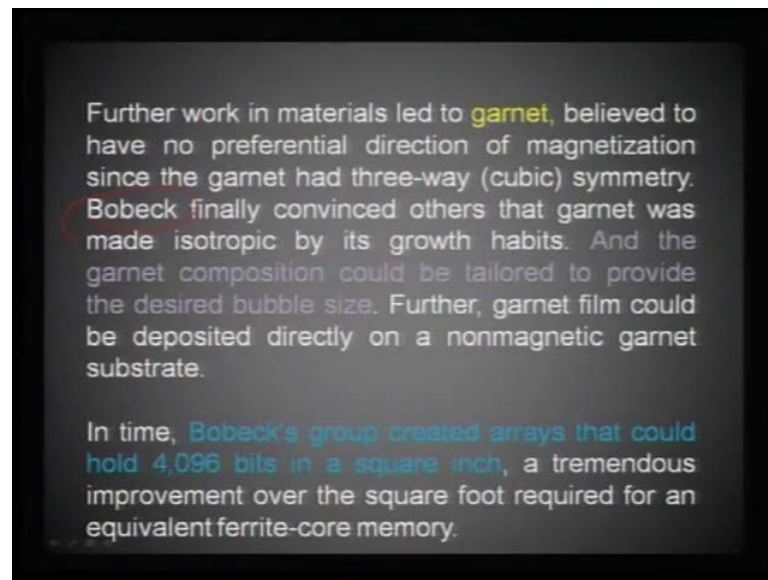 Further work in materials led to garnet, believed to
have no preferential direction of magnetization
since the garnet had three-way (cubic) symmetry.
Bobeck finally convinced others that garnet was
made isotropic by its growth habits. And the
garnet composition could be tailored to provide
the desired bubble size. Further, garnet film could
be deposited directly on a nonmagnetic garnet
substrate.
In time, Bobeck's group created arrays that could
hold 4,096 bits in a square inch, a tremendous
improvement over the square foot required for an
equivalent ferrite-core memory.